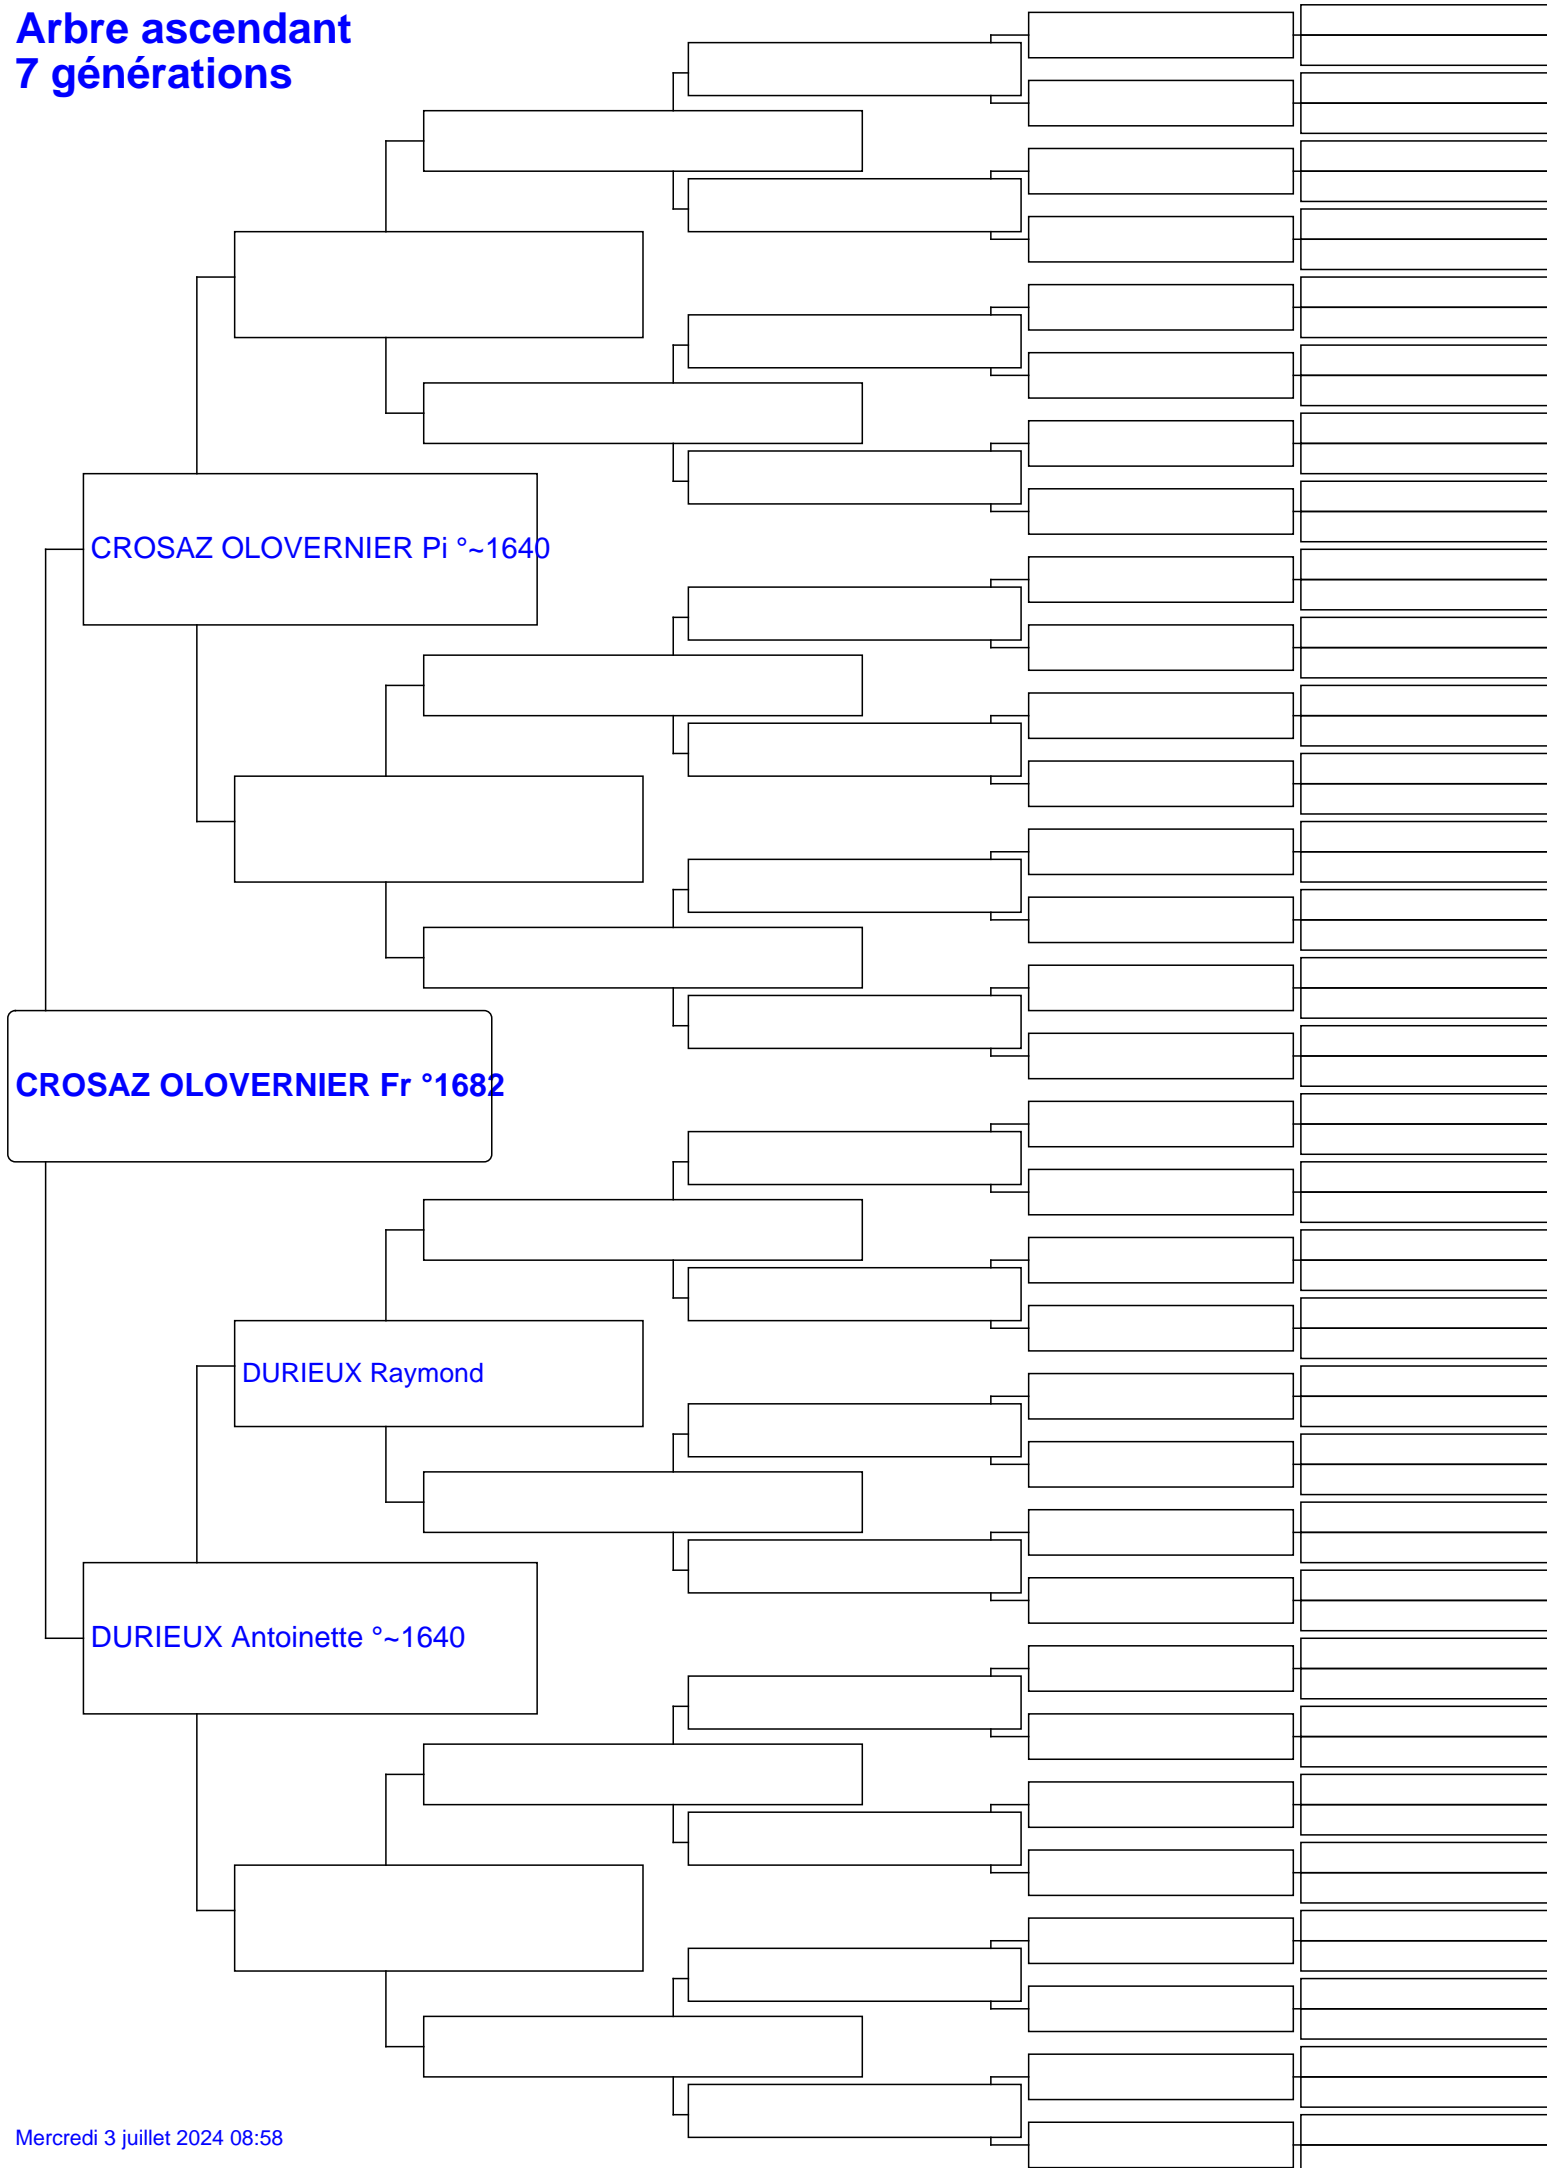 Arbre ascendant
7 générations
CROSAZ OLOVERNIER Pi °~1640
CROSAZ OLOVERNIER Fr °1682
DURIEUX Raymond
DURIEUX Antoinette °~1640
Mercredi 3 juillet 2024 08:58